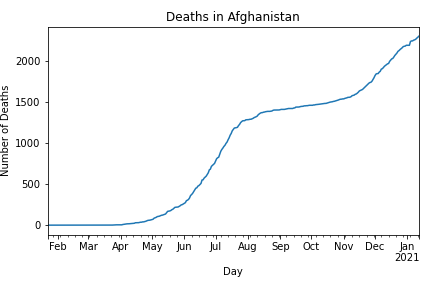 Deaths in Afghanistan
Number of Deaths
2000
1500
1000
500
0
Feb Mar Apr May Jun Jul Aug Sep Oct Nov Dec Jan
2021
Day